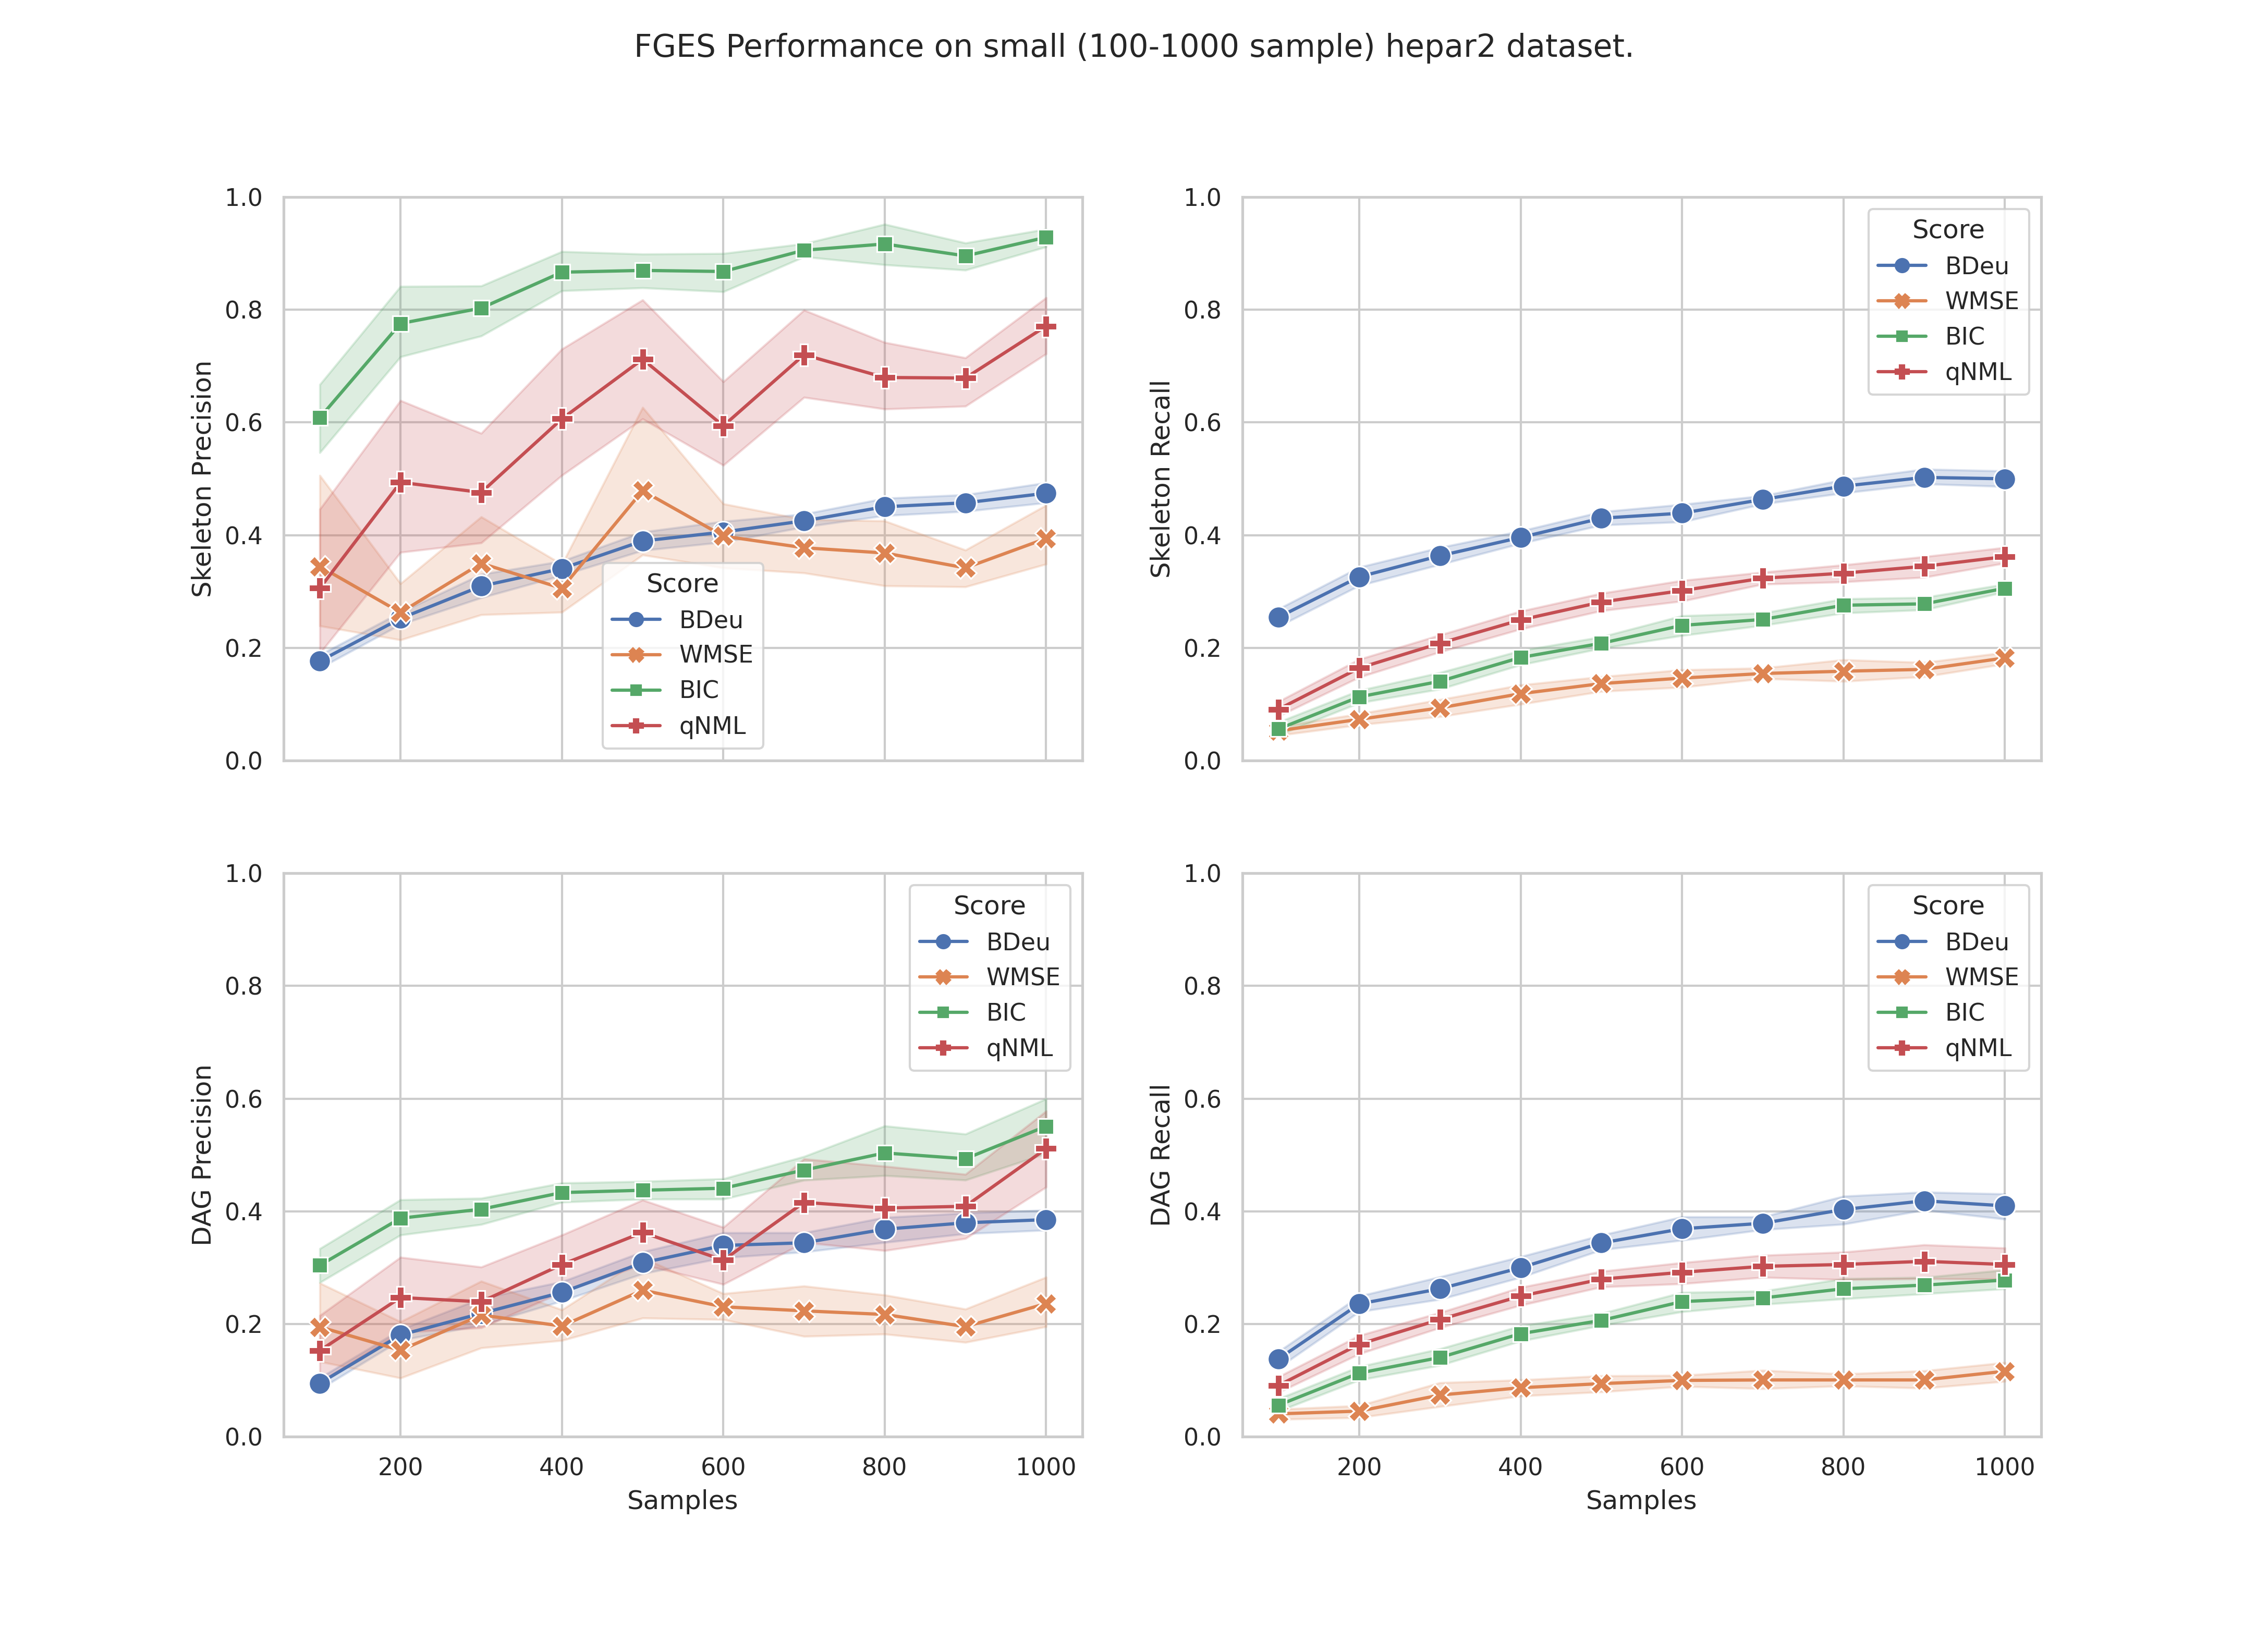 FGES Performance on small (100-1000 sample) hepar2 dataset.
Skeleton Precision
1.0
0.8
0.6
0.4
0.2
0.0
Score
BDeu
WMSE
BIC
qNML
Skeleton Recall
1.0
0.8
0.6
0.4
0.2
0.0
Score
BDeu
WMSE
BIC
qNML
DAG Precision
1.0
0.8
0.6
0.4
0.2
0.0
Score
BDeu
WMSE
BIC
qNML
200 400 600 800 1000
Samples
DAG Recall
1.0
0.8
0.6
0.4
0.2
0.0
Score
BDeu
WMSE
BIC
qNML
200 400 600 800 1000
Samples